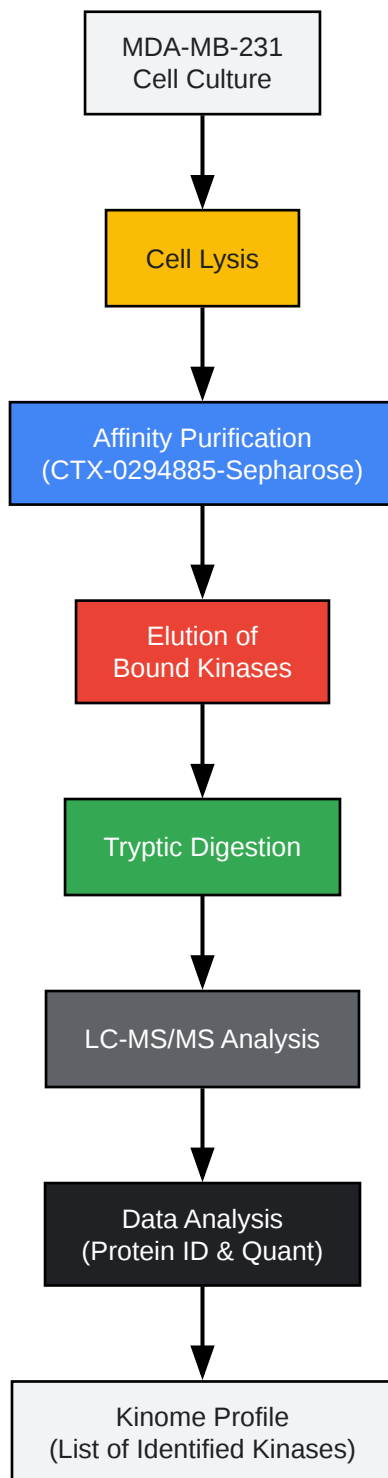 MDA-MB-231
Cell Culture
Cell Lysis
Affinity Purification
(CTX-0294885-Sepharose)
Elution of
Bound Kinases
Tryptic Digestion
LC-MS/MS Analysis
Data Analysis
(Protein ID & Quant)
Kinome Profile
(List of Identified Kinases)